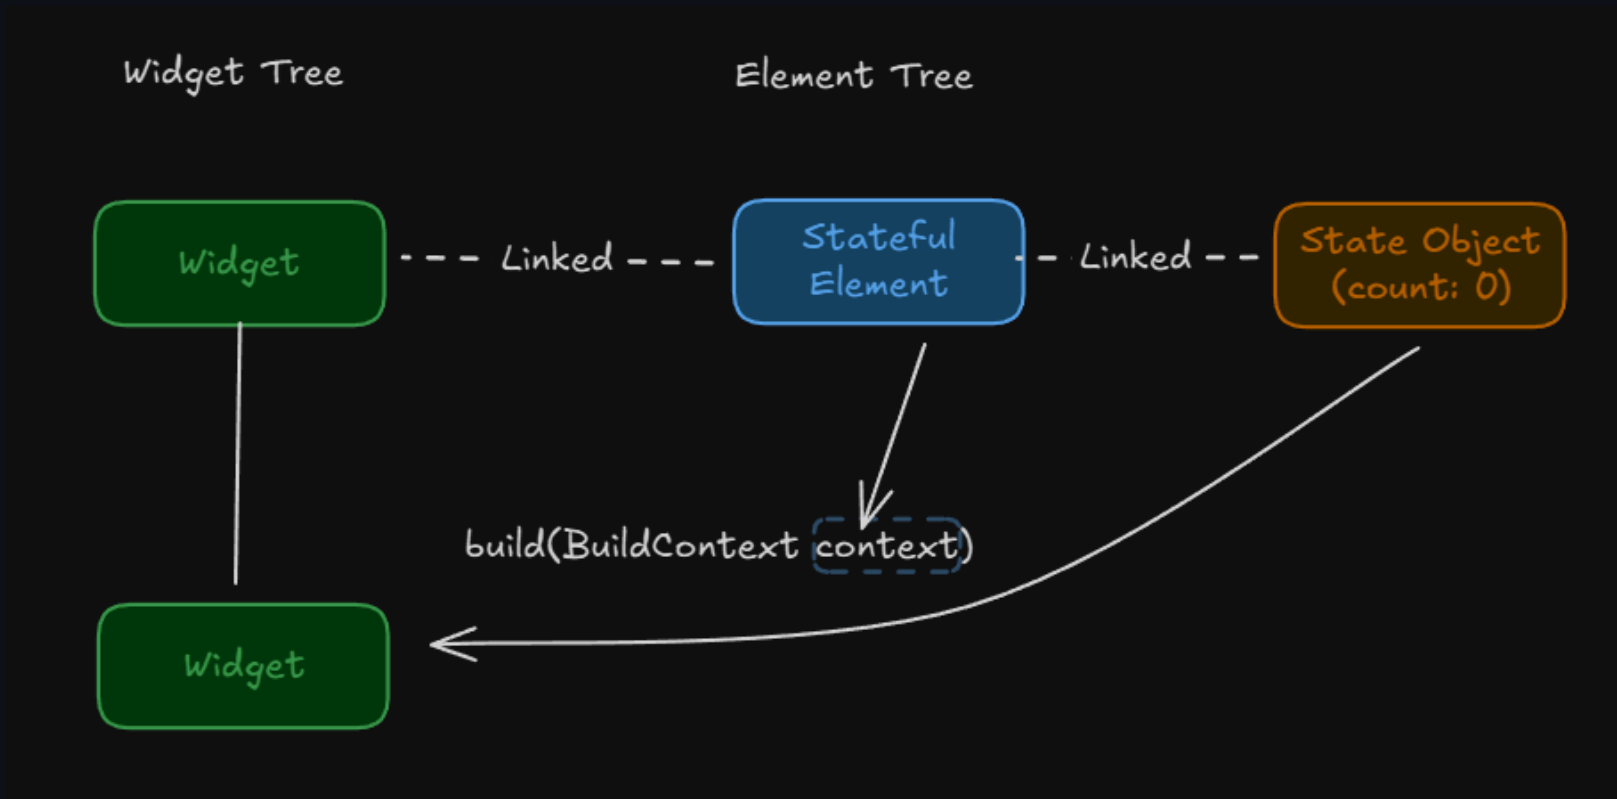 Widget Tree
Element Tree
Widget
Linked
Stateful
Element
Linked
State Object
(count: 0)
build(BuildContext context)
Widget